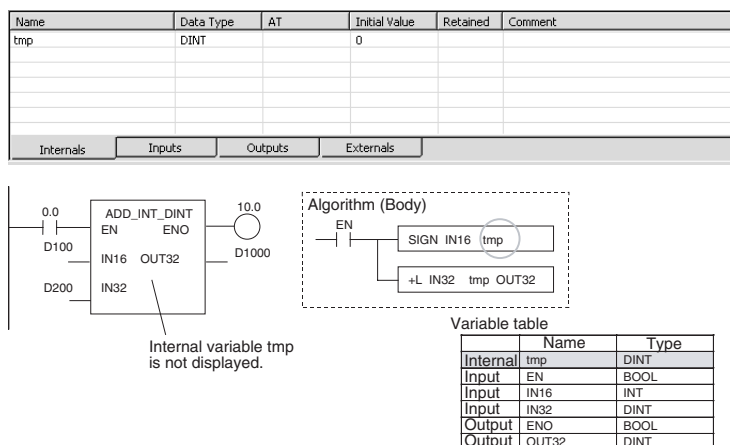 Name Data Type AT Initial Value Retained Comment
tmp DINT 0
Internals Inputs Outputs Externals
0.0 ADD_INT_DINT 10.0
EN ENO
D100 IN16 OUT32 D1000
D200 IN32
Internal variable tmp
is not displayed.
Algorithm (Body)
EN
SIGN IN16 tmp
+L IN32 tmp OUT32
Variable table
Name Type
Internal tmp DINT
Input EN BOOL
Input IN16 INT
Input IN32 DINT
Output ENO BOOL
Output OUT32 DINT